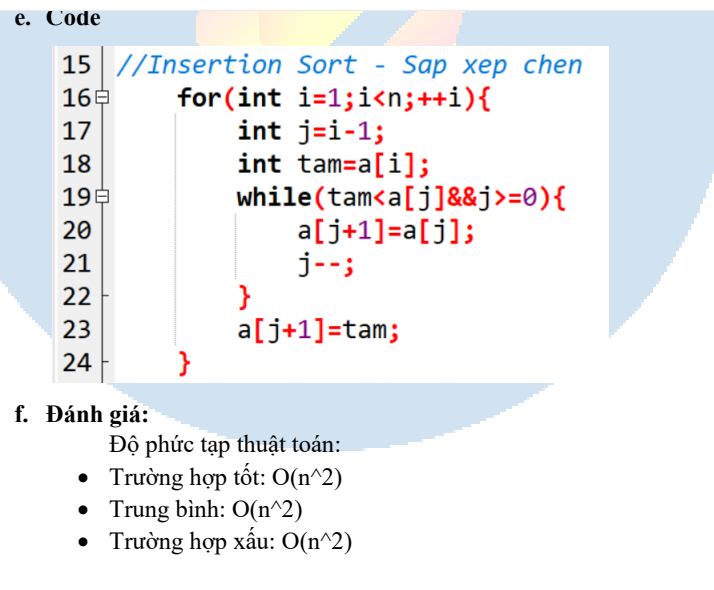 e. Code
15 //Insertion Sort - Sap xep chen
16 for(int i=1;i<n;++i){
17 int j=i-1;
18 int tam=a[i];
19 while(tam<a[j]&&j>=0){
20 a[j+1]=a[j];
21 j--;
22 }
23 a[j+1]=tam;
24 }
f. Đánh giá:
Độ phức tạp thuật toán:
• Trường hợp tốt: O(n^2)
• Trung bình: O(n^2)
• Trường hợp xấu: O(n^2)